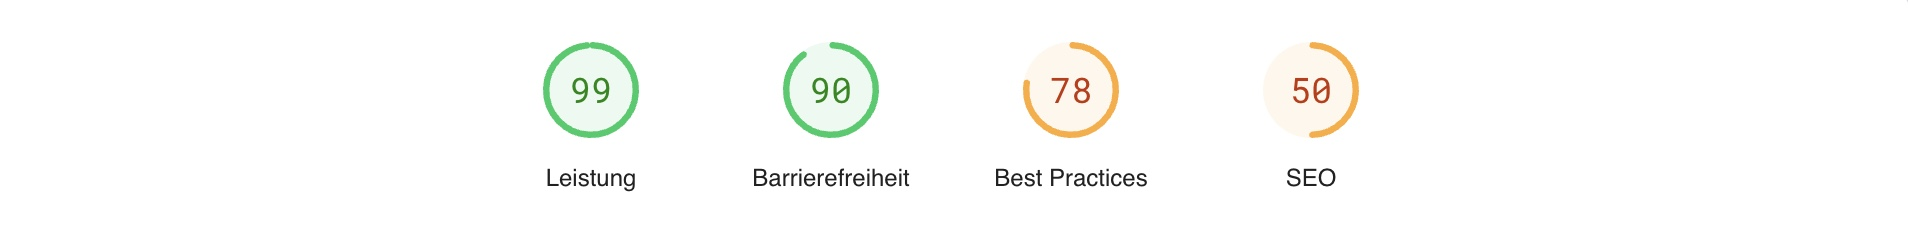 99 90 78 50
Leistung Barrierefreiheit Best Practices SEO